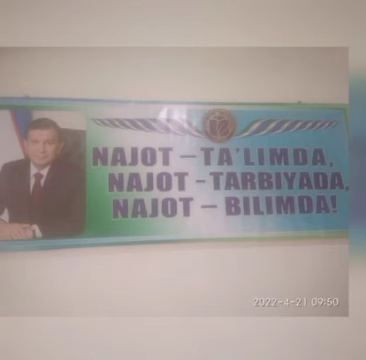 NAJOT – TA'LIMDA,
NAJOT - TARBIYADA,
NAJOT – BILIMDA!
2022-4-21 09:50